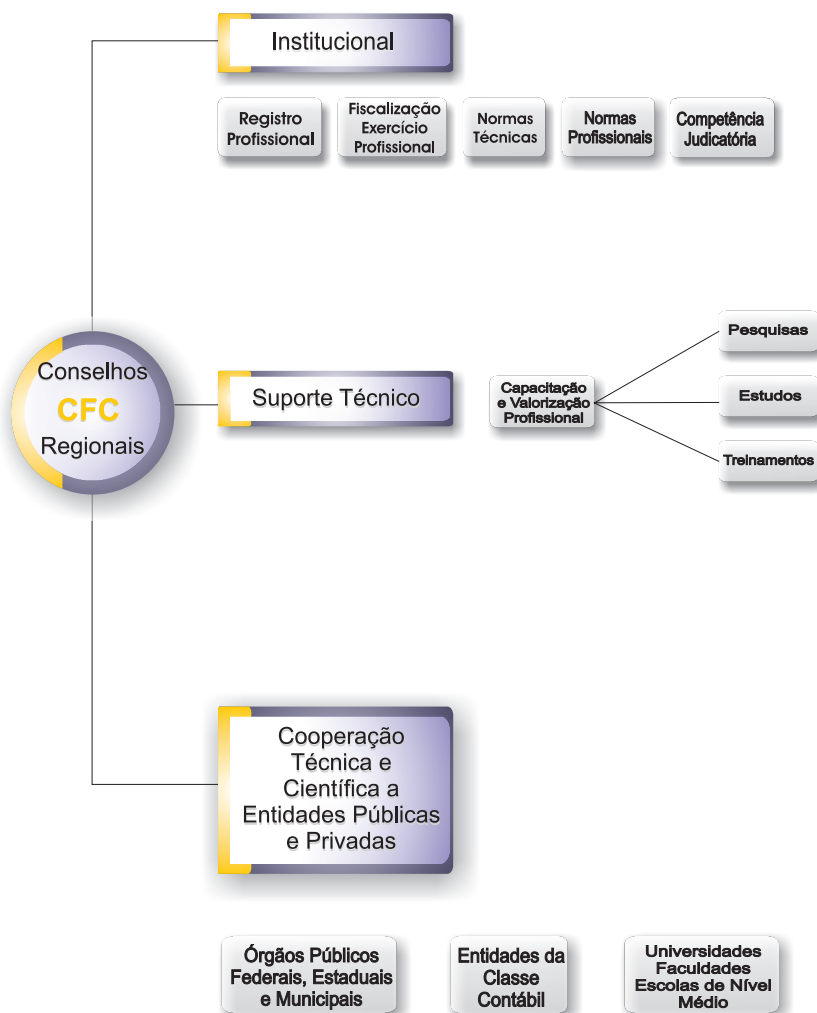 Institucional
Registro
Profissional
Fiscalização
Exercício
Profissional
Normas
Técnicas
Normas
Profissionais
Competência
Judicatória
Conselhos
CFC
Regionais
Suporte Técnico
Capacitação
e Valorização
Profissional
Pesquisas
Estudos
Treinamentos
Cooperação
Técnica e
Científica a
Entidades Públicas
e Privadas
Órgãos Públicos
Federais, Estaduais
e Municipais
Entidades da
Classe
Contábil
Universidades
Faculdades
Escolas de Nível
Médio